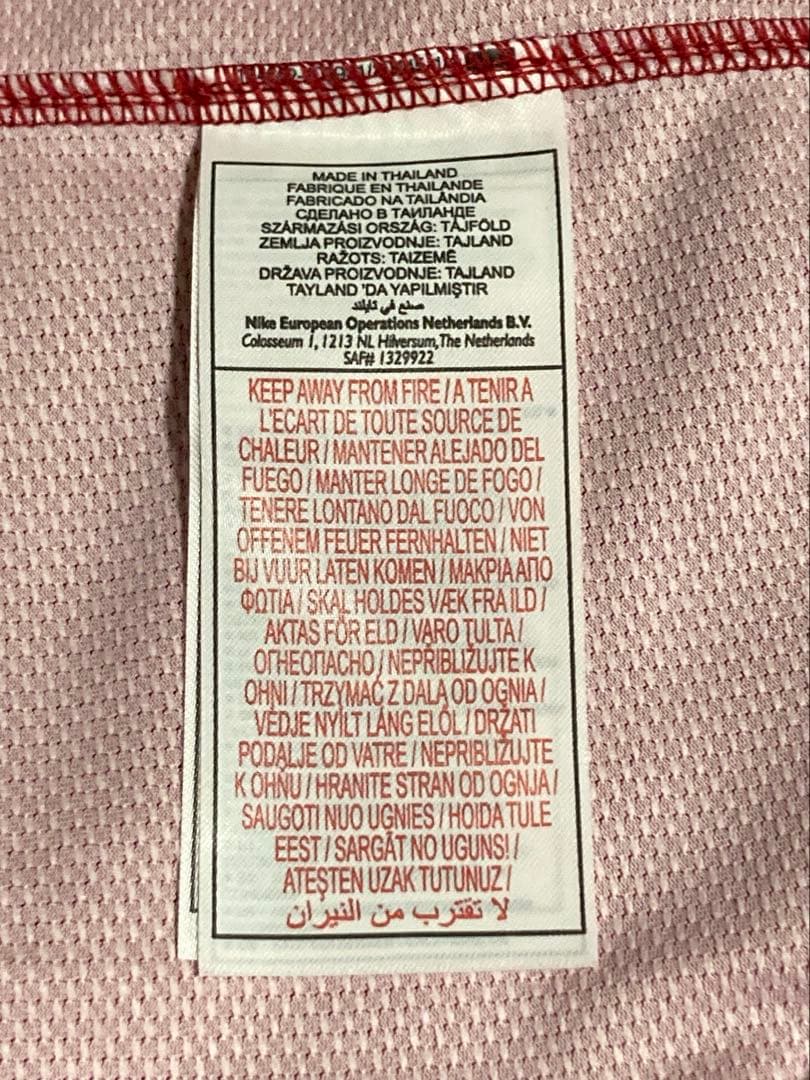 MADE IN THAILAND
FABRIQUE EN THAILANDE
FABRICADO NA TAILÂNDIA
СДЕЛАНО В ТАИЛАНДЕ
SZÁRMAZÁSI ORSZÁG: TÁJFÖLD
ZEMLJA PROIZVODNJE: TAJLAND
RAŽOTS: TAIZEMĒ
DRŽAVA PROIZVODNJE: TAJLAND
TAYLAND 'DA YAPILMIŞTIR
صنع في تايلند
Nike European Operations Netherlands B.V.
Colosseum 1, 1213 NL Hilversum, The Netherlands
SAF# 1329922
KEEP AWAY FROM FIRE / A TENIR A
L'ECART DE TOUTE SOURCE DE
CHALEUR / MANTENER ALEJADO DEL
FUEGO / MANTER LONGE DE FOGO /
TENERE LONTANO DAL FUOCO / VON
OFFENEM FEUER FERNHALTEN / NIET
BIJ VUUR LATEN KOMEN / ΜΑΚΡΙΑ ΑΠΟ
ΦΩΤΙΑ / SKAL HOLDES VÆK FRA ILD /
AKTAS FÖR ELD / VARO TULTA /
ОГНЕОПАСНО / NEPŘIBLIŽUJTE K
OHNI / TRZYMAĆ Z DALA OD OGNIA /
VÉDJE NYÍLT LÁNG ELŐL / DRŽATI
PODALJE OD VATRE / NEPRIBLIŽUJTE
K OHŇU / HRANITE STRAN OD OGNJA /
SAUGOTI NUO UGNIES / HOIDA TULE
EEST / SARGĀT NO UGUNS! /
ATEŞTEN UZAK TUTUNUZ /
لا تقترب من النيران